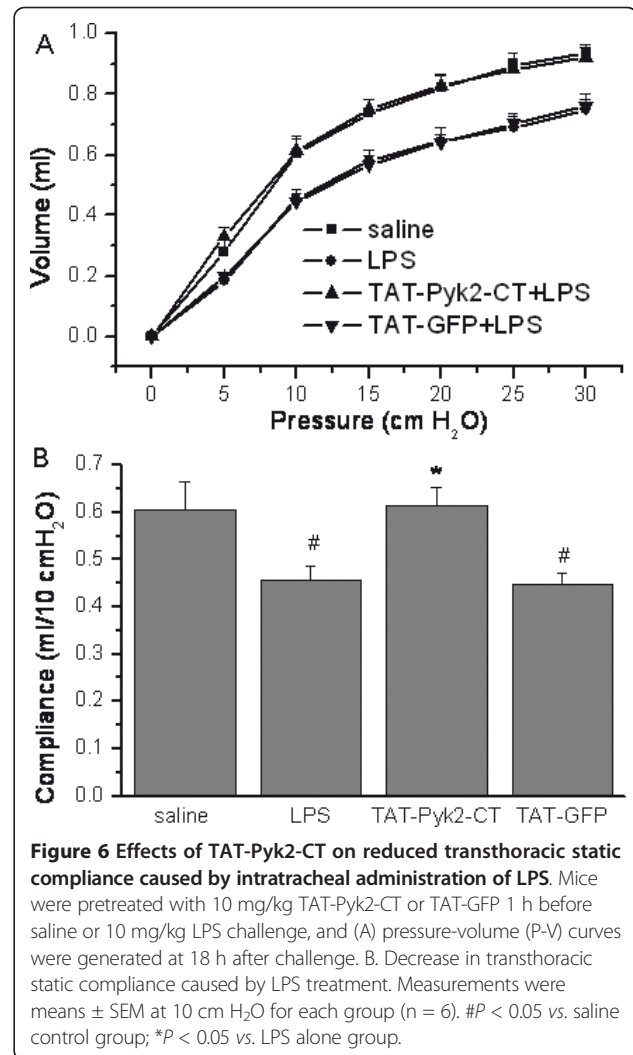 A
1.0
0.8
0.6
0.4
0.2
0.0
Volume (ml)
saline
LPS
TAT-Pyk2-CT+LPS
TAT-GFP+LPS
0 5 10 15 20 25 30
Pressure (cm H₂O)
B
0.7
0.6
0.5
0.4
0.3
0.2
0.1
0.0
Compliance (ml/10 cmH₂O)
#
*
#
saline LPS TAT-Pyk2-CT TAT-GFP
Figure 6 Effects of TAT-Pyk2-CT on reduced transthoracic static
compliance caused by intratracheal administration of LPS. Mice
were pretreated with 10 mg/kg TAT-Pyk2-CT or TAT-GFP 1 h before
saline or 10 mg/kg LPS challenge, and (A) pressure-volume (P-V) curves
were generated at 18 h after challenge. B. Decrease in transthoracic
static compliance caused by LPS treatment. Measurements were
means ± SEM at 10 cm H₂O for each group (n = 6). #P < 0.05 vs. saline
control group; *P < 0.05 vs. LPS alone group.